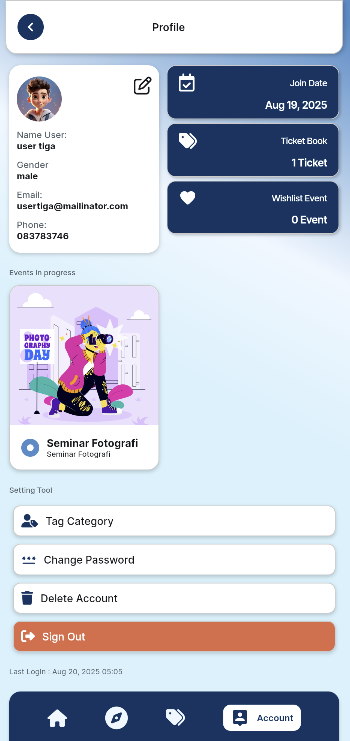 Profile
Name User:
user tiga
Gender
male
Email:
usertiga@mailinator.com
Phone:
083783746
Join Date
Aug 19, 2025
Ticket Book
1 Ticket
Wishlist Event
0 Event
Events In progress
PHOTO
GRAPHY
DAY
Seminar Fotografi
Seminar Fotografi
Setting Tool
Tag Category
Change Password
Delete Account
Sign Out
Last Login : Aug 20, 2025 05:05
Account